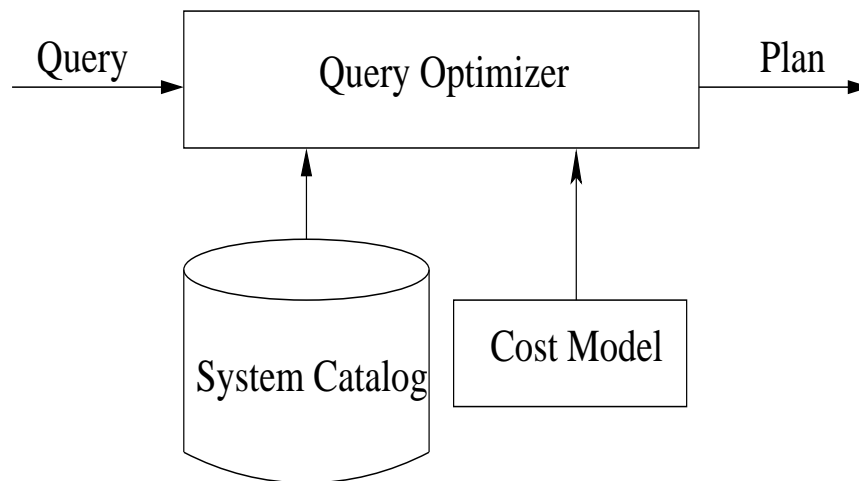 Query
Query Optimizer
Plan
System Catalog
Cost Model